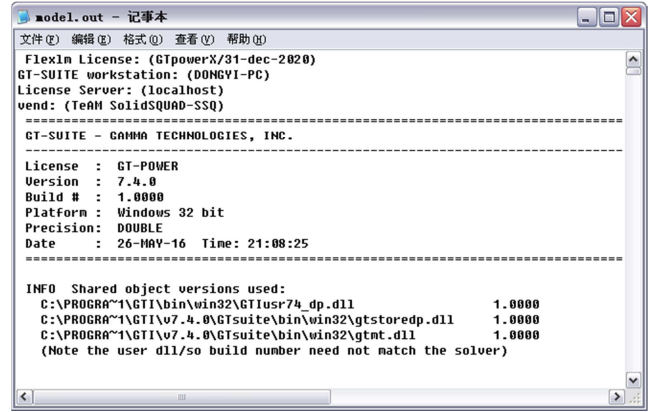 model.out - 记事本
文件(F) 编辑(E) 格式(O) 查看(V) 帮助(H)
Flexlm License: (GTpowerX/31-dec-2020)
GT-SUITE workstation: (DONGYI-PC)
License Server: (localhost)
vend: (TeAM SolidSQUAD-SSQ)
================================================================================
GT-SUITE - GAMMA TECHNOLOGIES, INC.
--------------------------------------------------------------------------------
License : GT-POWER
Version : 7.4.0
Build # : 1.0000
Platform : Windows 32 bit
Precision: DOUBLE
Date : 26-MAY-16 Time: 21:08:25
================================================================================
INFO Shared object versions used:
C:\PROGRA~1\GTI\bin\win32\GTIusr74_dp.dll 1.0000
C:\PROGRA~1\GTI\v7.4.0\GTsuite\bin\win32\gtstoredp.dll 1.0000
C:\PROGRA~1\GTI\v7.4.0\GTsuite\bin\win32\gtmt.dll 1.0000
(Note the user dll/so build number need not match the solver)